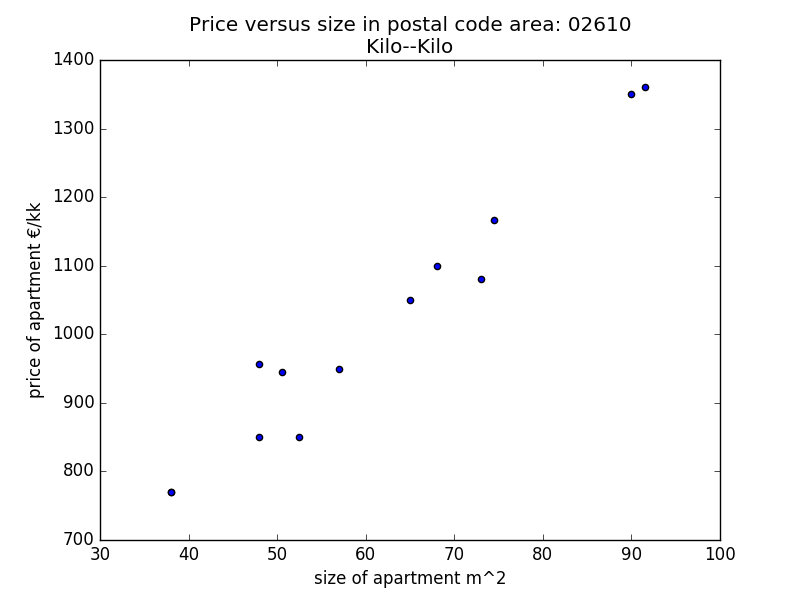 Price versus size in postal code area: 02610
Kilo--Kilo
1400
1300
1200
1100
1000
900
800
700
price of apartment €/kk
30 40 50 60 70 80 90 100
size of apartment m^2